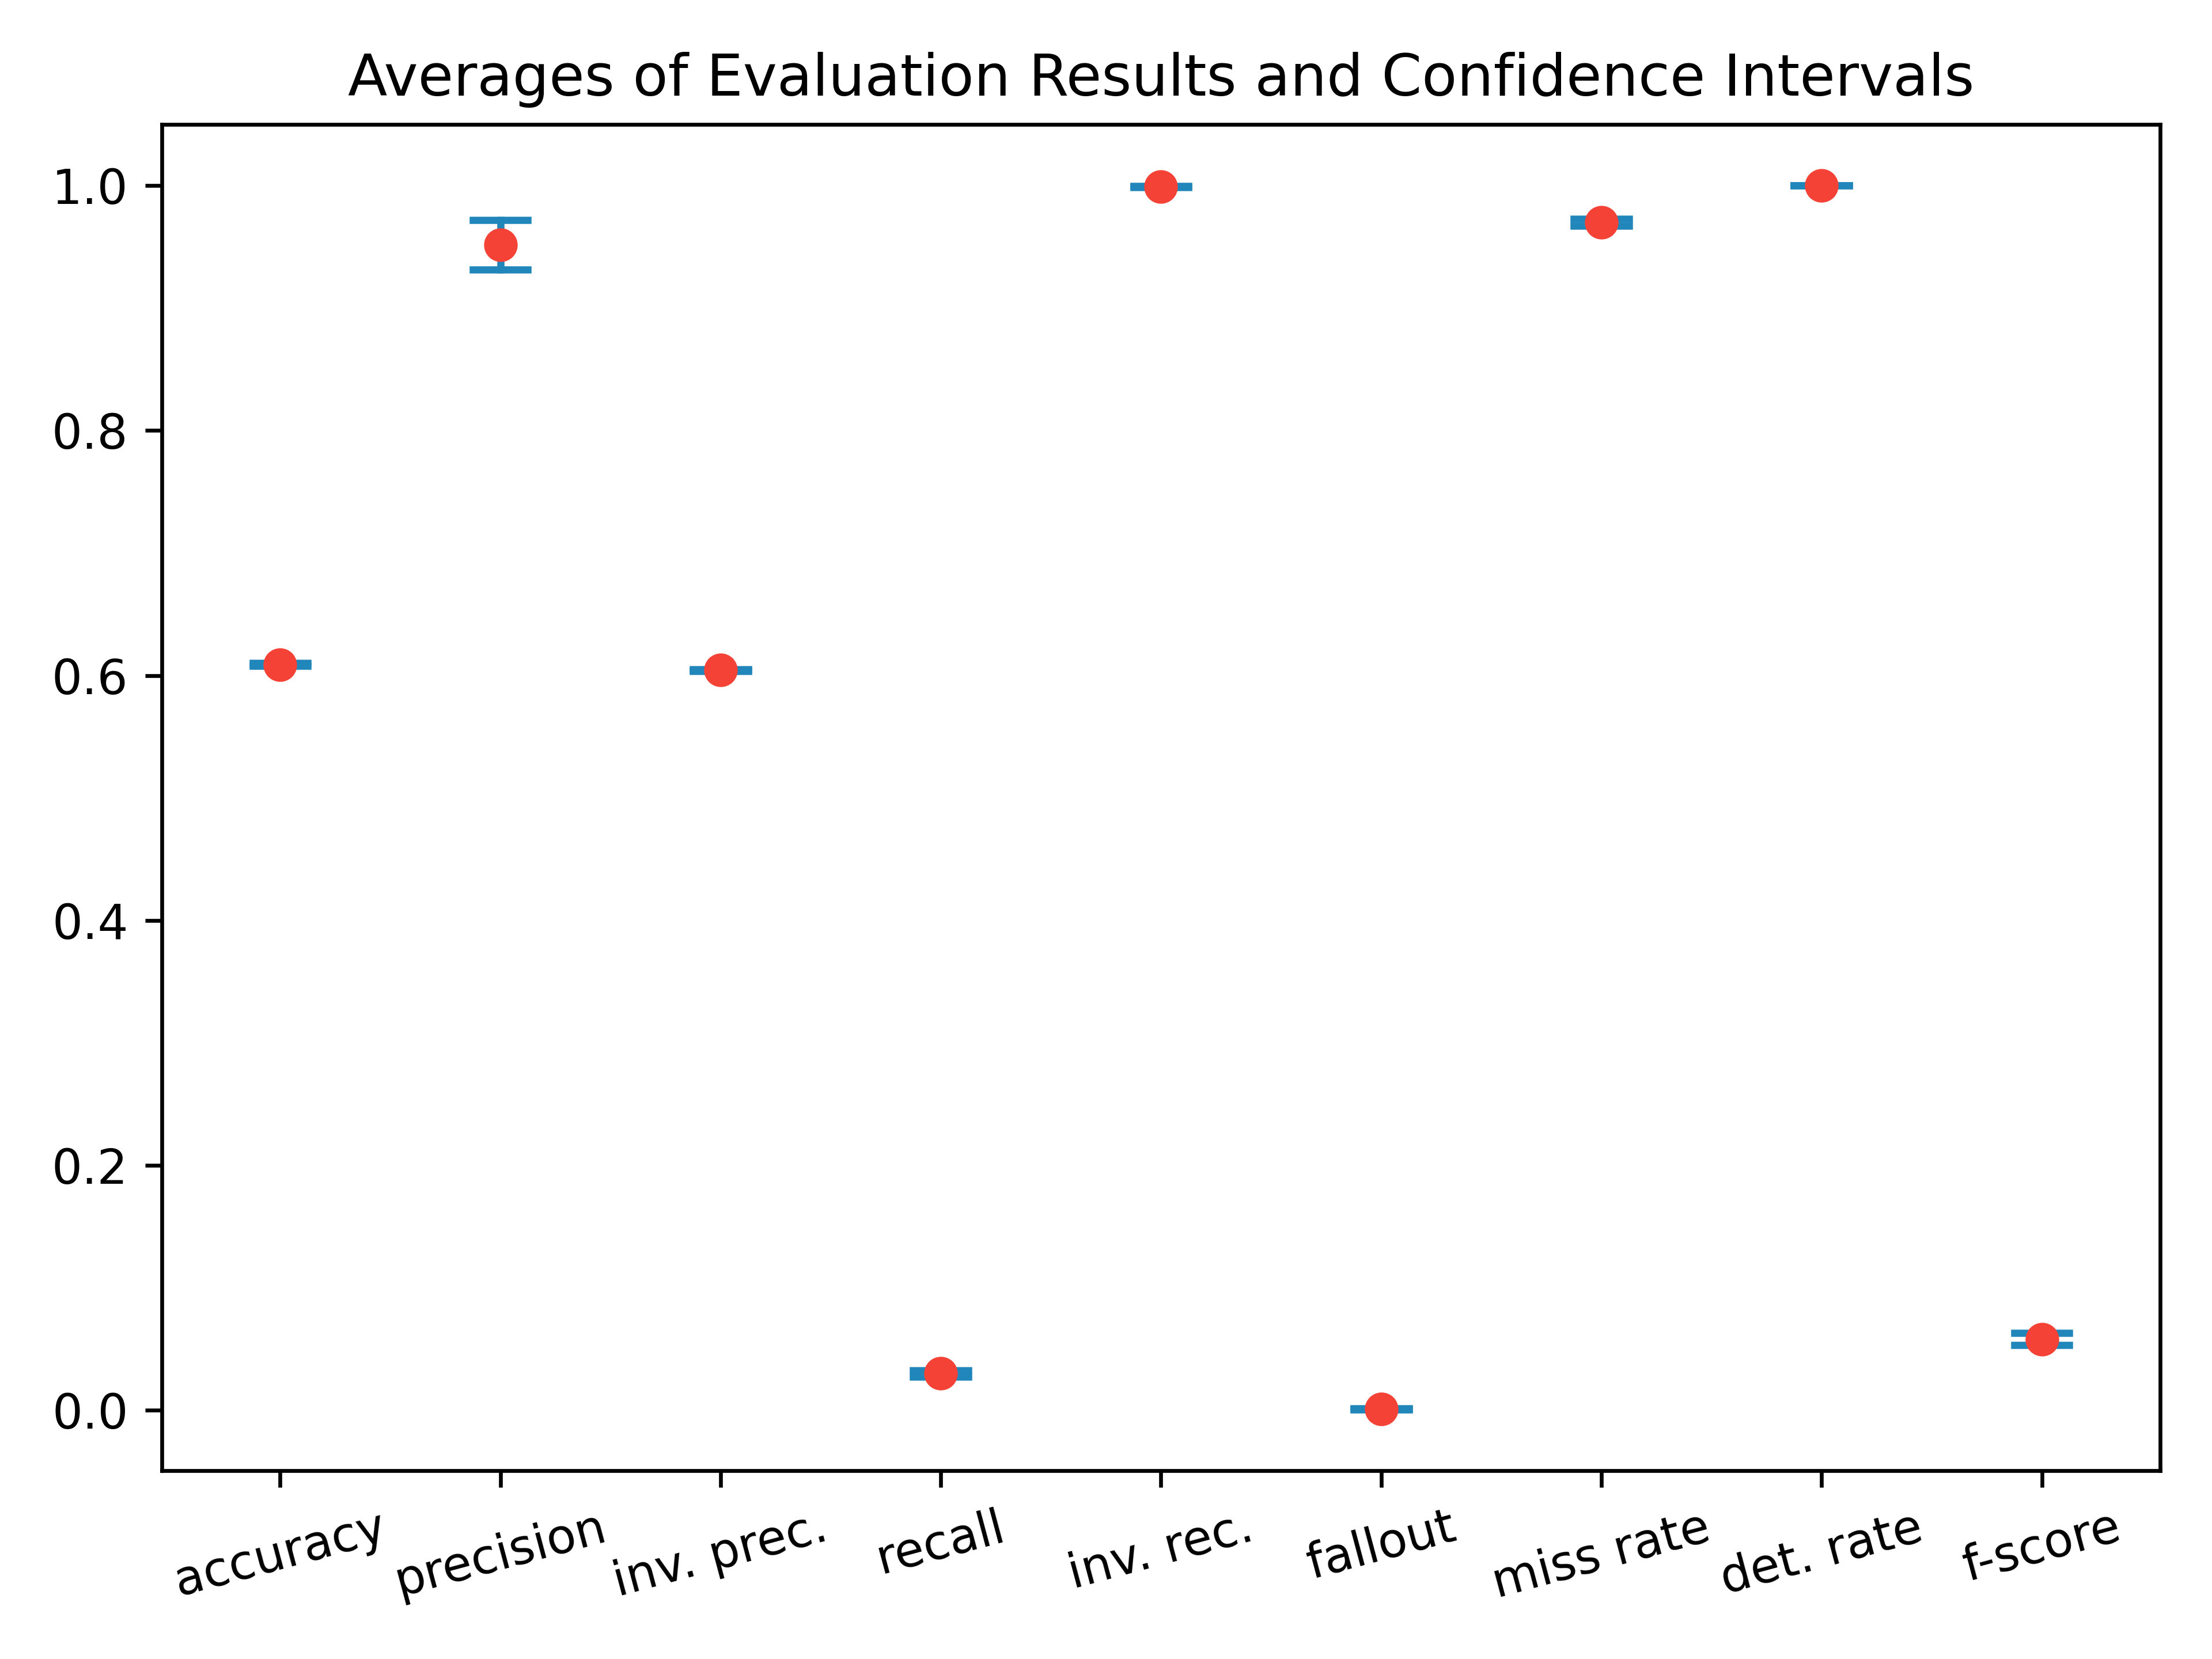 Averages of Evaluation Results and Confidence Intervals
1.0
0.8
0.6
0.4
0.2
0.0
accuracy
precision
inv. prec.
recall
inv. rec.
fallout
miss rate
det. rate
f-score